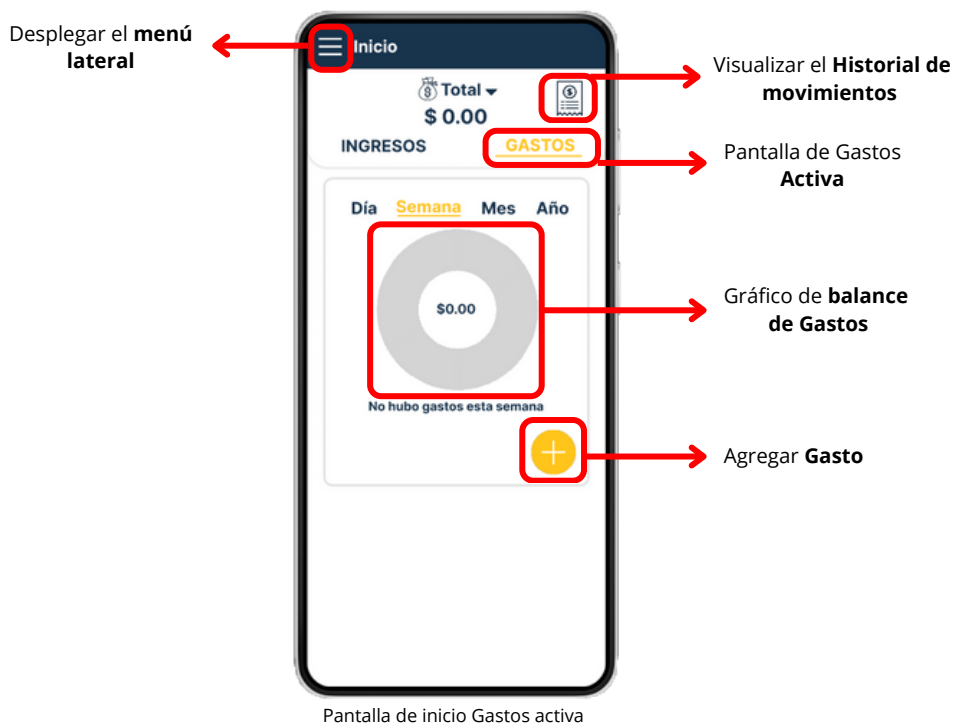 Desplegar el menú
lateral
Inicio
Total
$ 0.00
Visualizar el Historial de
movimientos
INGRESOS GASTOS
Pantalla de Gastos
Activa
Día Semana Mes Año
$0.00
Gráfico de balance
de Gastos
No hubo gastos esta semana
Agregar Gasto
Pantalla de inicio Gastos activa